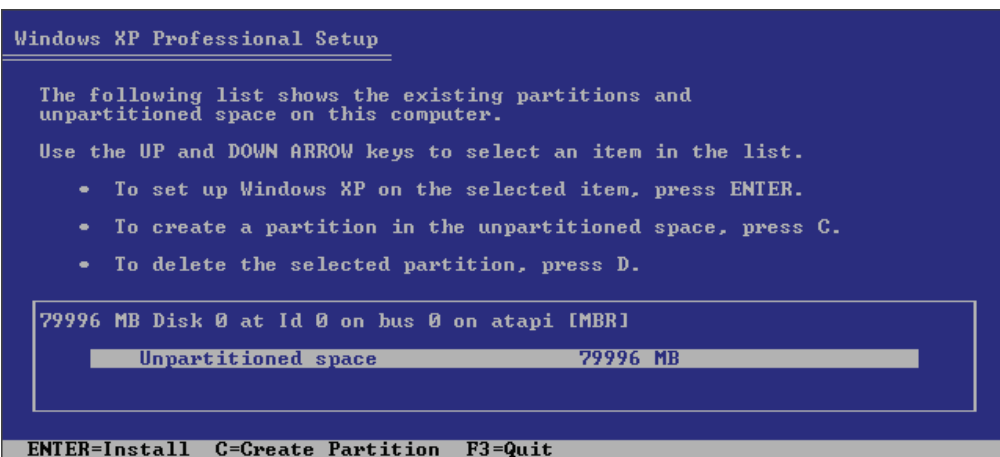 Windows XP Professional Setup
The following list shows the existing partitions and
unpartitioned space on this computer.
Use the UP and DOWN ARROW keys to select an item in the list.
• To set up Windows XP on the selected item, press ENTER.
• To create a partition in the unpartitioned space, press C.
• To delete the selected partition, press D.
79996 MB Disk 0 at Id 0 on bus 0 on atapi [MBR]
Unpartitioned space 79996 MB
ENTER=Install C=Create Partition F3=Quit